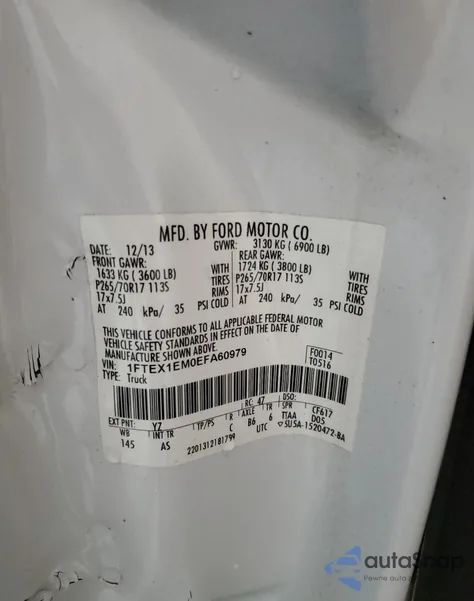 MFD. BY FORD MOTOR CO.
DATE: 12/13 GVWR: 3130 KG ( 6900 LB)
FRONT GAWR: REAR GAWR:
1633 KG ( 3600 LB) WITH 1724 KG ( 3800 LB) WITH
P265/70R17 113S TIRES P265/70R17 113S TIRES
17x7.5J RIMS 17x7.5J RIMS
AT 240 kPa/ 35 PSI COLD AT 240 kPa/ 35 PSI COLD
THIS VEHICLE CONFORMS TO ALL APPLICABLE FEDERAL MOTOR
VEHICLE SAFETY STANDARDS IN EFFECT ON THE DATE OF
MANUFACTURE SHOWN ABOVE.
VIN: 1FTEX1EM0EFA60979 F0014
TYPE: Truck T0516
EXT PNT: YZ RC: 47 DSO:
WB INT TR TP/PS R AXLE TR SPR CF617
145 AS C B6 6 TTAA D05
2201312181799 UTC SU5A-1520472-BA
autaSnap